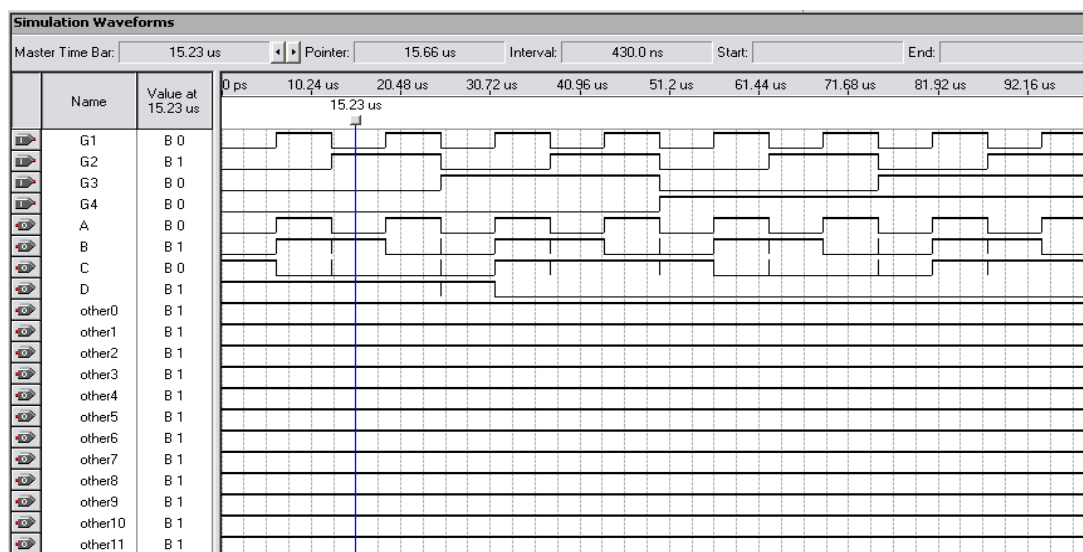 Simulation Waveforms
Master Time Bar: 15.23 us Pointer: 15.66 us Interval: 430.0 ns Start: End:
Name Value at 15.23 us 0 ps 10.24 us 20.48 us 30.72 us 40.96 us 51.2 us 61.44 us 71.68 us 81.92 us 92.16 us
15.23 us
G1 B 0
G2 B 1
G3 B 0
G4 B 0
A B 0
B B 1
C B 0
D B 1
other0 B 1
other1 B 1
other2 B 1
other3 B 1
other4 B 1
other5 B 1
other6 B 1
other7 B 1
other8 B 1
other9 B 1
other10 B 1
other11 B 1